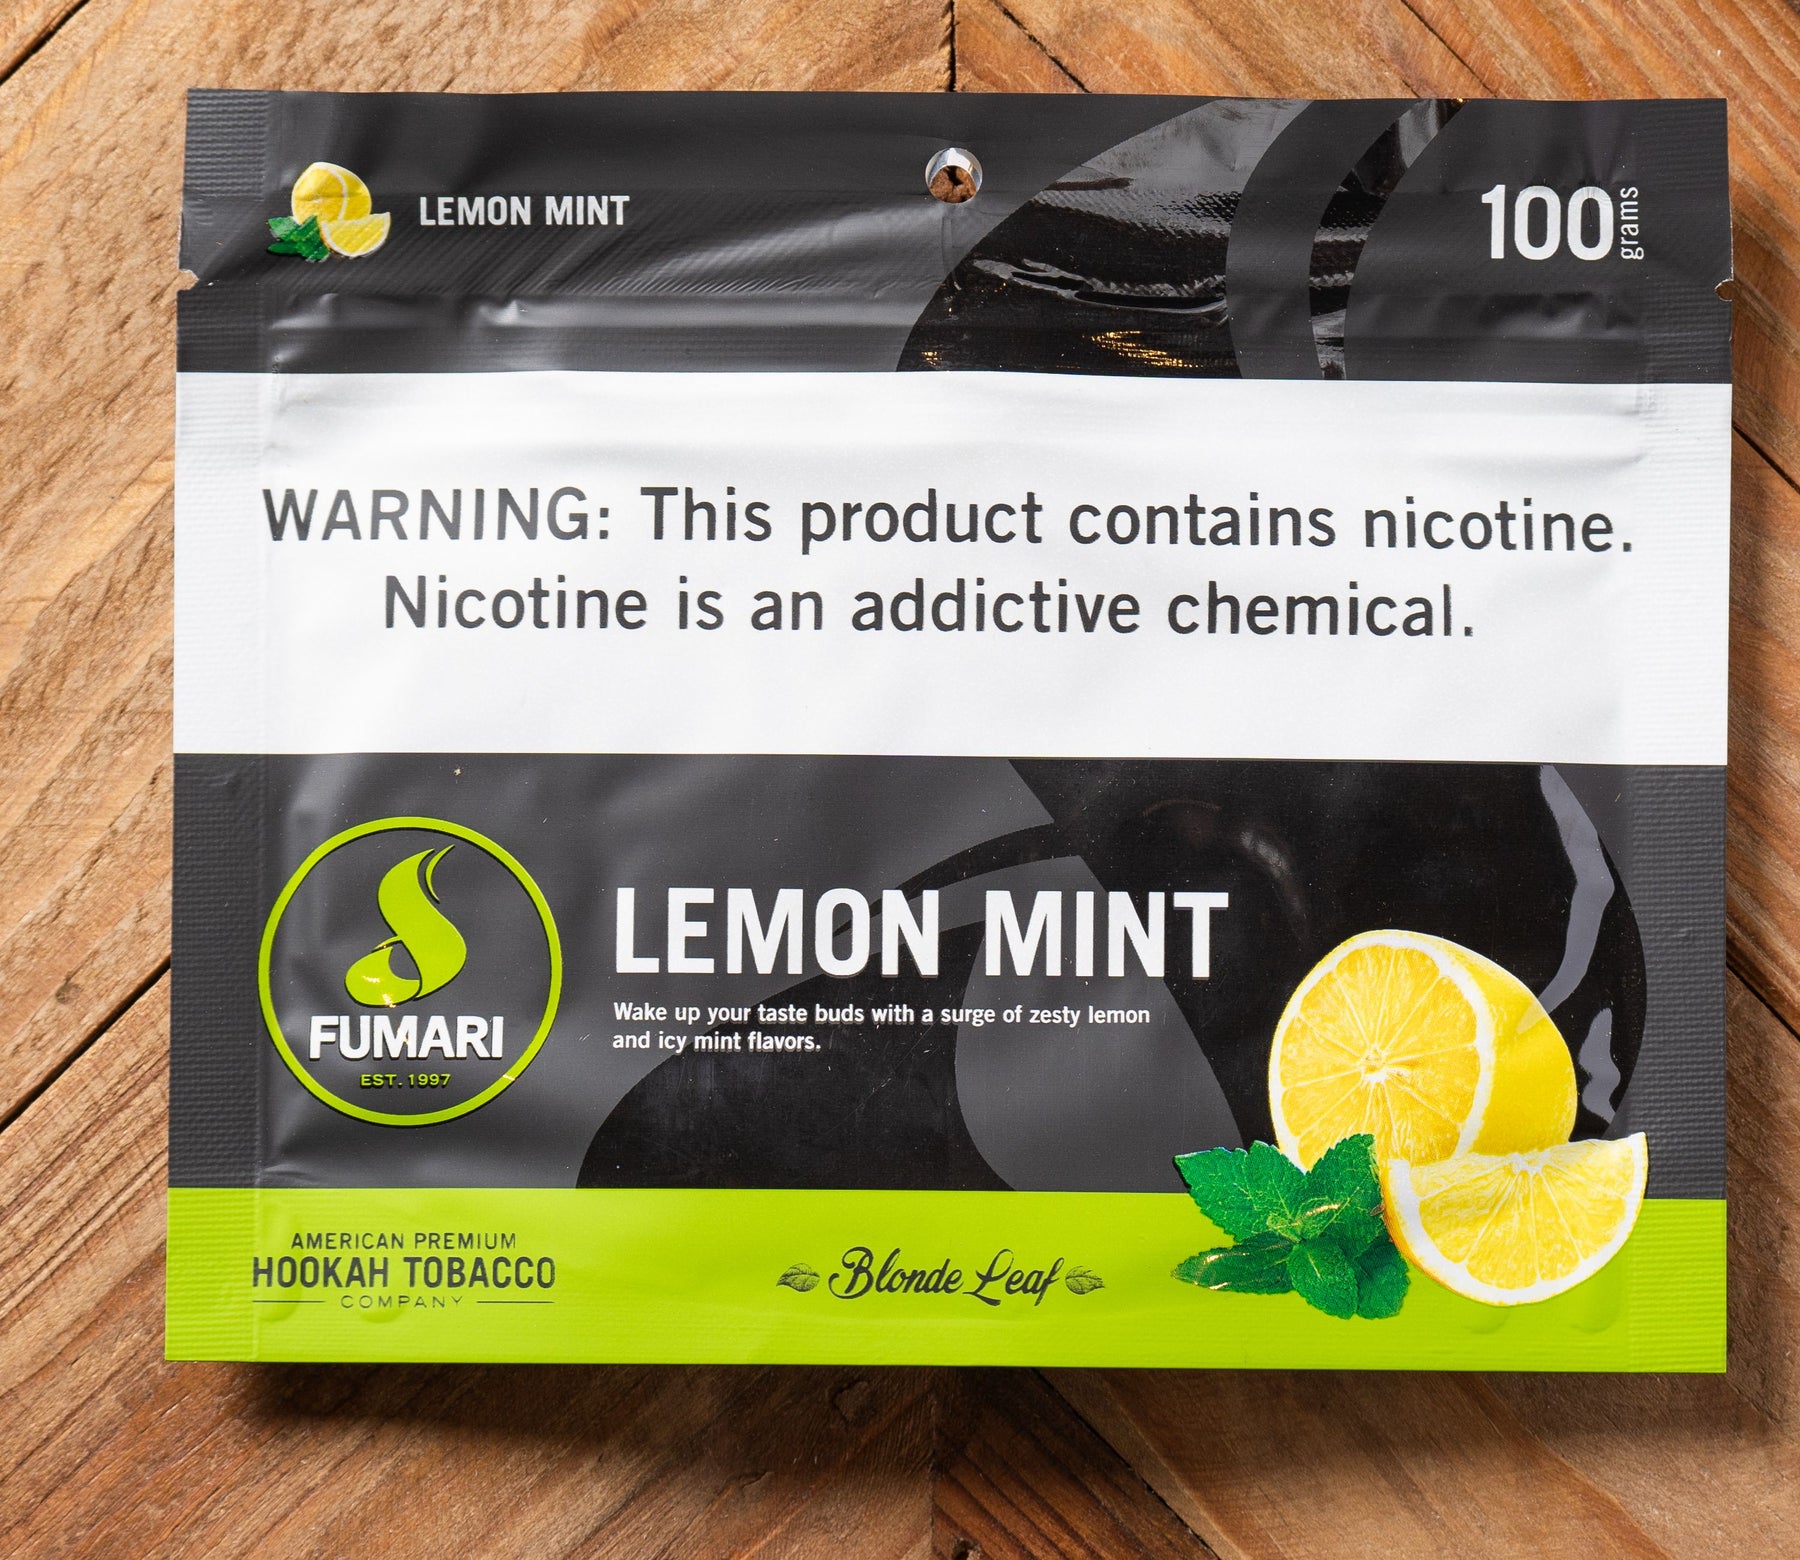 LEMON MINT
100 grams
WARNING: This product contains nicotine.
Nicotine is an addictive chemical.
FUMARI
EST. 1997
LEMON MINT
Wake up your taste buds with a surge of zesty lemon
and icy mint flavors.
AMERICAN PREMIUM
HOOKAH TOBACCO
COMPANY
Blonde Leaf